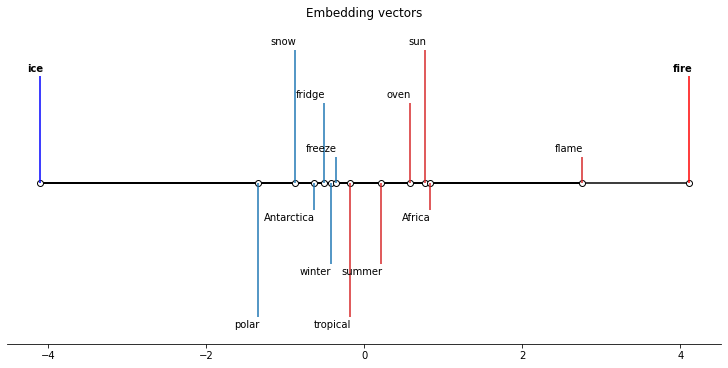 Embedding vectors
snow
sun
ice
fire
fridge
oven
freeze
flame
Antarctica
Africa
winter
summer
polar
tropical
−4
−2
0
2
4